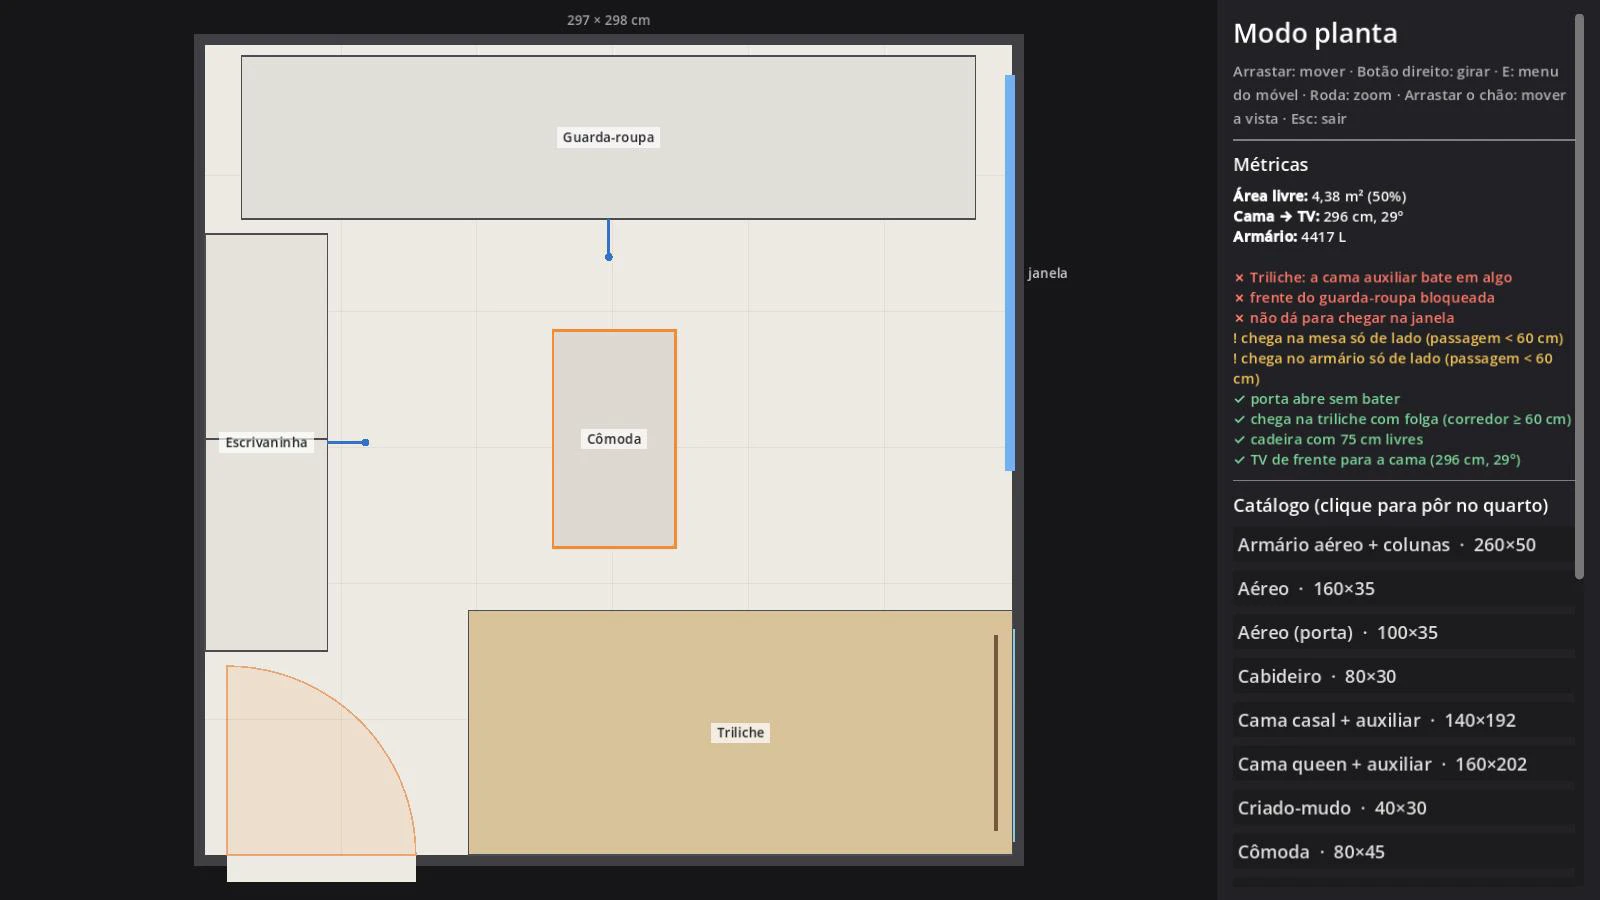 297 × 298 cm
Guarda-roupa
janela
Escrivaninha
Cômoda
Triliche
Modo planta
Arrastar: mover · Botão direito: girar · E: menu
do móvel · Roda: zoom · Arrastar o chão: mover
a vista · Esc: sair
Métricas
Área livre: 4,38 m² (50%)
Cama → TV: 296 cm, 29°
Armário: 4417 L
× Triliche: a cama auxiliar bate em algo
× frente do guarda-roupa bloqueada
× não dá para chegar na janela
! chega na mesa só de lado (passagem < 60 cm)
! chega no armário só de lado (passagem < 60
cm)
✓ porta abre sem bater
✓ chega na triliche com folga (corredor ≥ 60 cm)
✓ cadeira com 75 cm livres
✓ TV de frente para a cama (296 cm, 29°)
Catálogo (clique para pôr no quarto)
Armário aéreo + colunas · 260×50
Aéreo · 160×35
Aéreo (porta) · 100×35
Cabideiro · 80×30
Cama casal + auxiliar · 140×192
Cama queen + auxiliar · 160×202
Criado-mudo · 40×30
Cômoda · 80×45